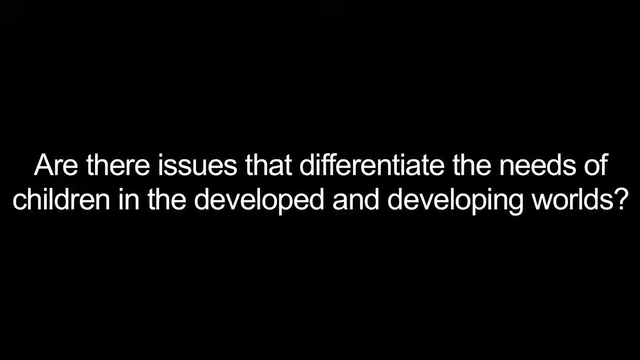 Are there issues that differentiate the needs of
children in the developed and developing worlds?